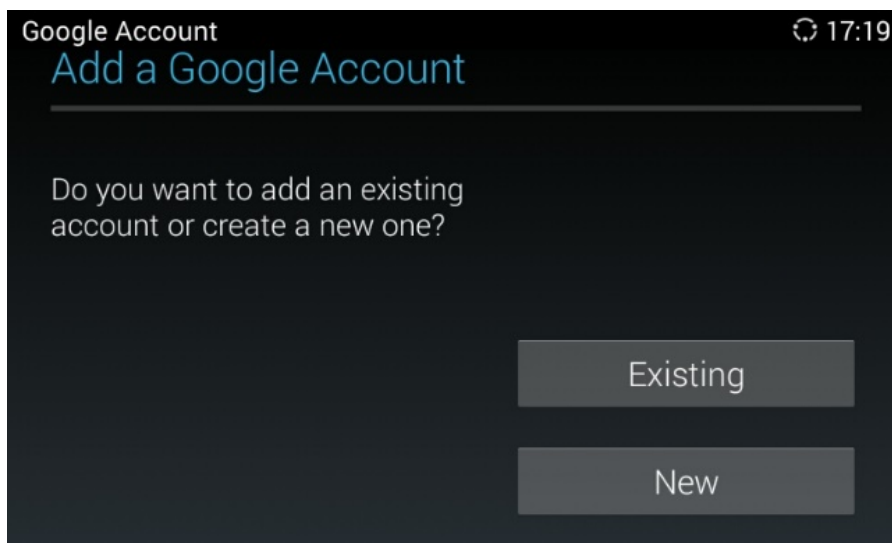 Google Account
17:19
Add a Google Account
Do you want to add an existing
account or create a new one?
Existing
New